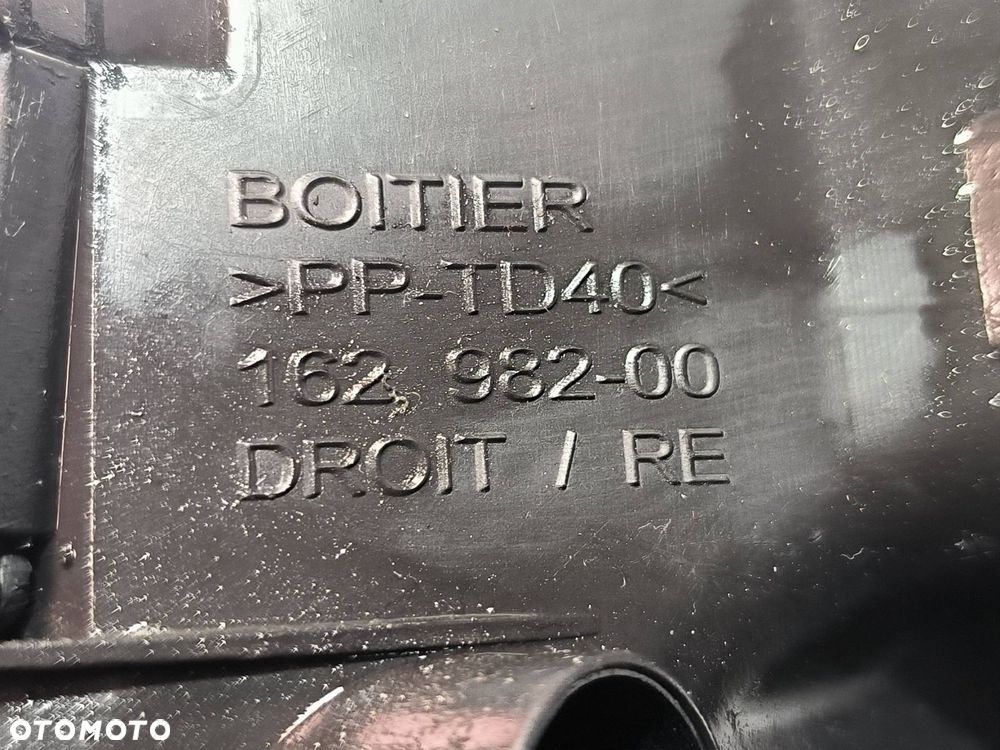 BOITIER
>PP-TD40<
162 982-00
DROIT / RE
OTOMOTO